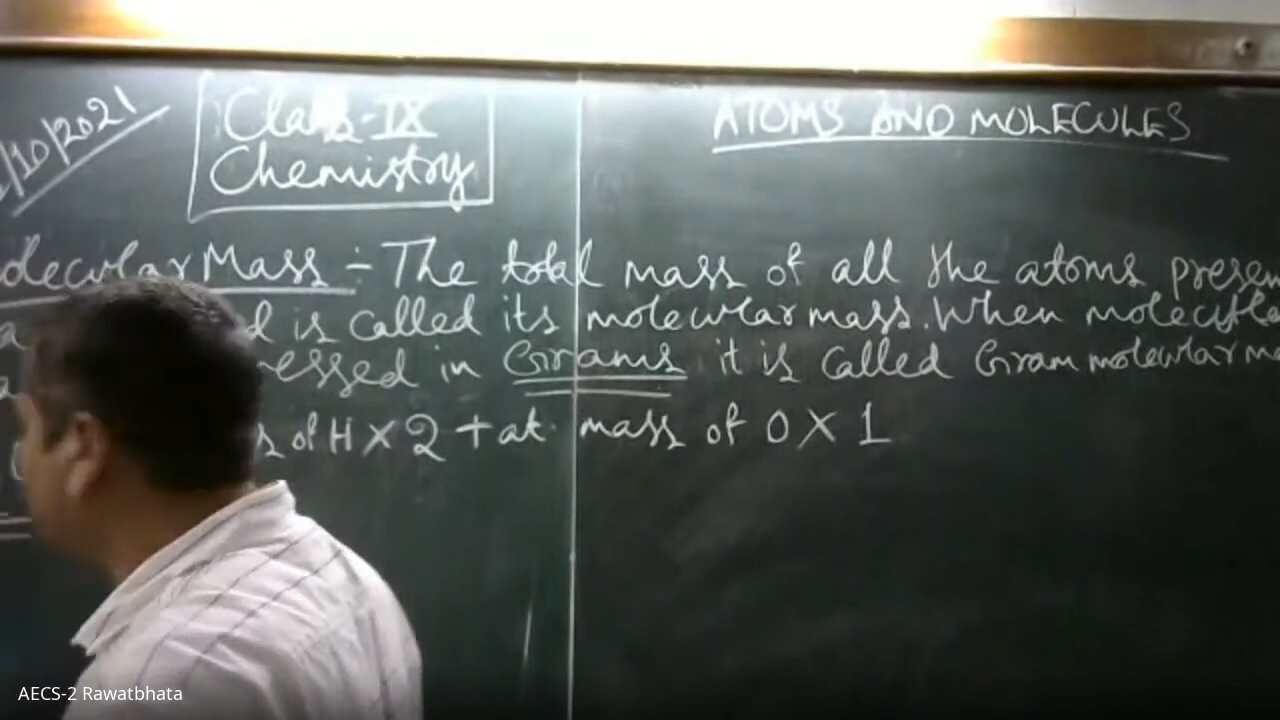 /10/2021
Class-IX
Chemistry
ATOMS AND MOLECULES
olecular Mass :- The total mass of all the atoms presen
d is called its molecular mass. When molecula
ressed in Grams it is called Gram molecular ma
s of H X 2 + at mass of O X 1
AECS-2 Rawatbhata